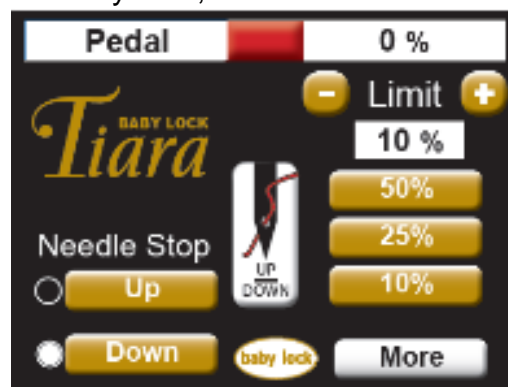 Pedal
0 %
Limit
10 %
BABY LOCK
Tiara
50%
25%
10%
Needle Stop
UP
DOWN
Up
Down
baby lock
More